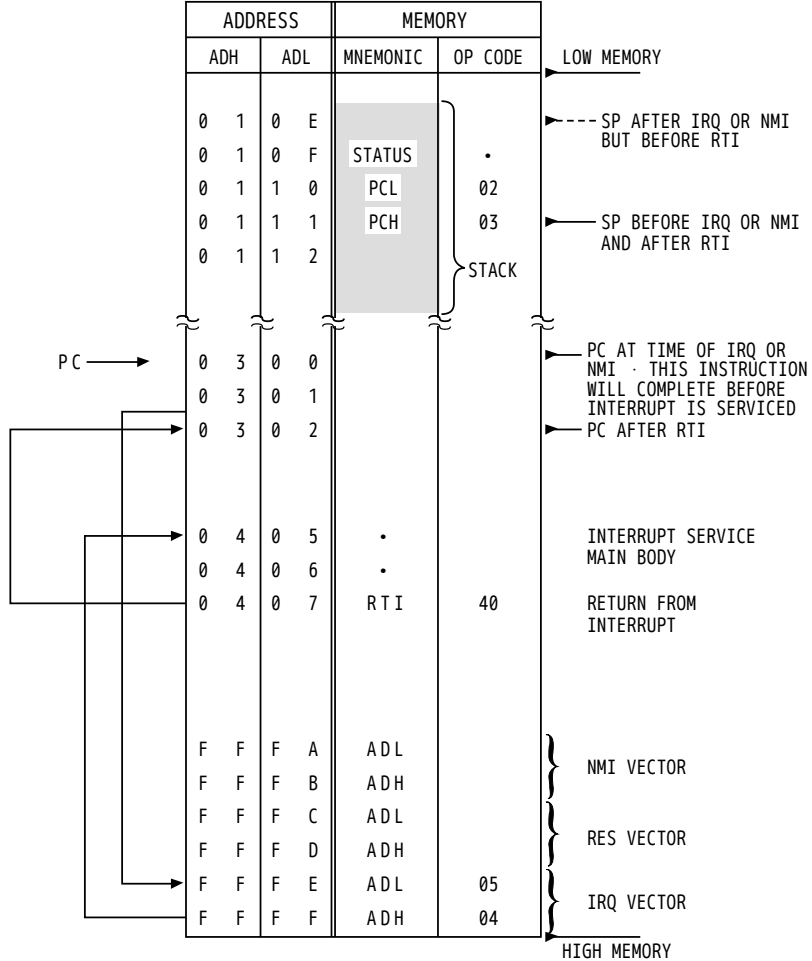 ADDRESS MEMORY
ADH ADL MNEMONIC OP CODE LOW MEMORY
0 1 0 E SP AFTER IRQ OR NMI
BUT BEFORE RTI
0 1 0 F STATUS •
0 1 1 0 PCL 02
0 1 1 1 PCH 03 SP BEFORE IRQ OR NMI
AND AFTER RTI
0 1 1 2
STACK
PC 0 3 0 0 PC AT TIME OF IRQ OR
NMI · THIS INSTRUCTION
0 3 0 1 WILL COMPLETE BEFORE
INTERRUPT IS SERVICED
0 3 0 2 PC AFTER RTI
0 4 0 5 • INTERRUPT SERVICE
MAIN BODY
0 4 0 6 •
0 4 0 7 RTI 40 RETURN FROM
INTERRUPT
F F F A ADL
NMI VECTOR
F F F B ADH
F F F C ADL
RES VECTOR
F F F D ADH
F F F E ADL 05
IRQ VECTOR
F F F F ADH 04
HIGH MEMORY